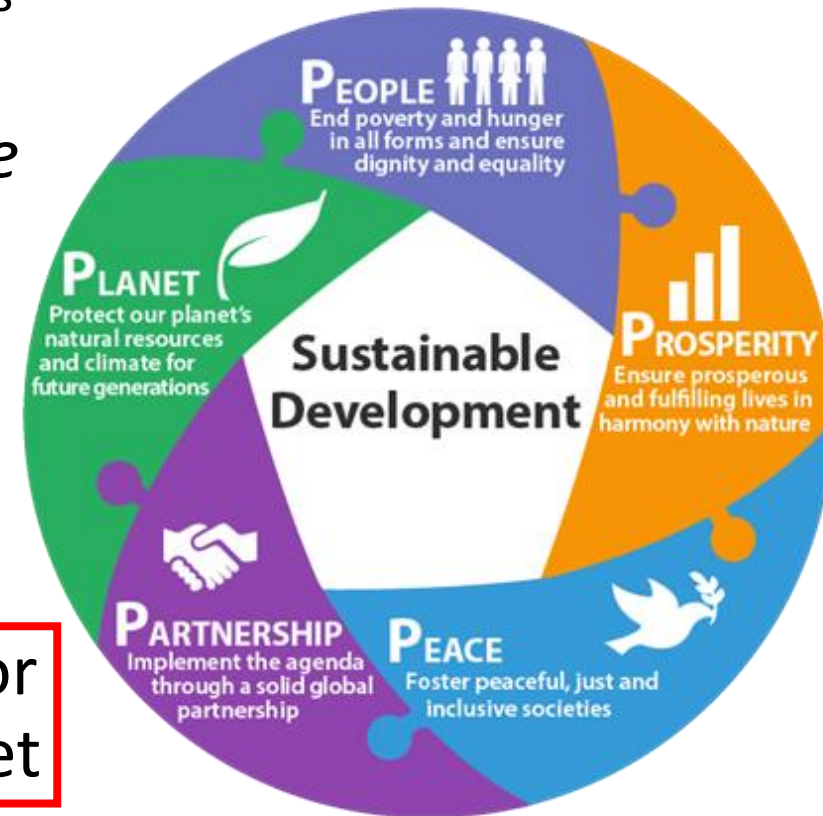 s
e
PEOPLE
End poverty and hunger
in all forms and ensure
dignity and equality
PLANET
Protect our planet's
natural resources
and climate for
future generations
Sustainable
Development
PROSPERITY
Ensure prosperous
and fulfilling lives in
harmony with nature
PARTNERSHIP
Implement the agenda
through a solid global
partnership
PEACE
Foster peaceful, just and
inclusive societies
or
et